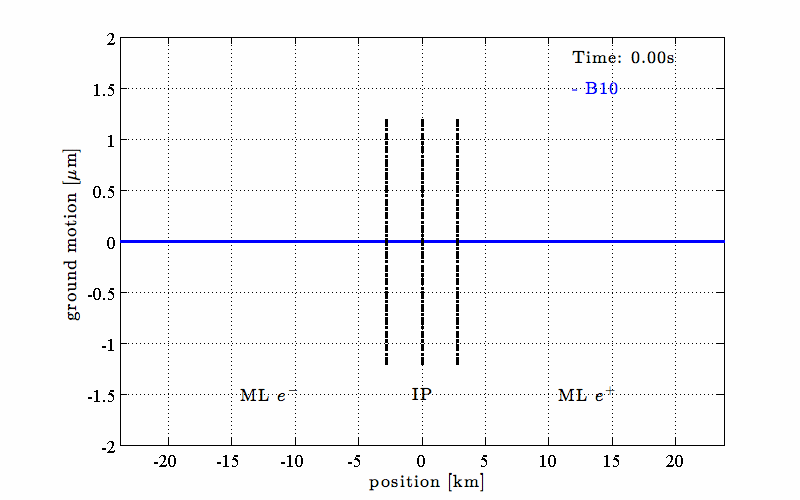 Time: 0.00s
- B10
2
1.5
1
0.5
0
-0.5
-1
-1.5
-2
ground motion [μm]
ML e⁻ IP ML e⁺
-20 -15 -10 -5 0 5 10 15 20
position [km]